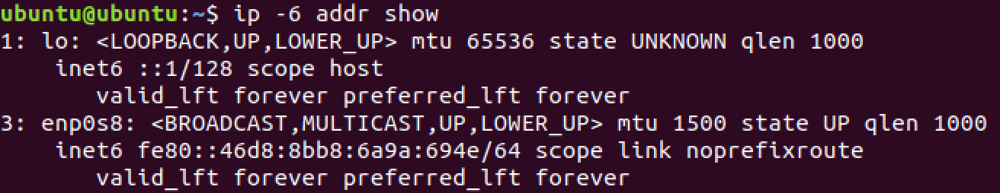 ubuntu@ubuntu:~$ ip -6 addr show
1: lo: <LOOPBACK,UP,LOWER_UP> mtu 65536 state UNKNOWN qlen 1000
    inet6 ::1/128 scope host
       valid_lft forever preferred_lft forever
3: enp0s8: <BROADCAST,MULTICAST,UP,LOWER_UP> mtu 1500 state UP qlen 1000
    inet6 fe80::46d8:8bb8:6a9a:694e/64 scope link noprefixroute
       valid_lft forever preferred_lft forever